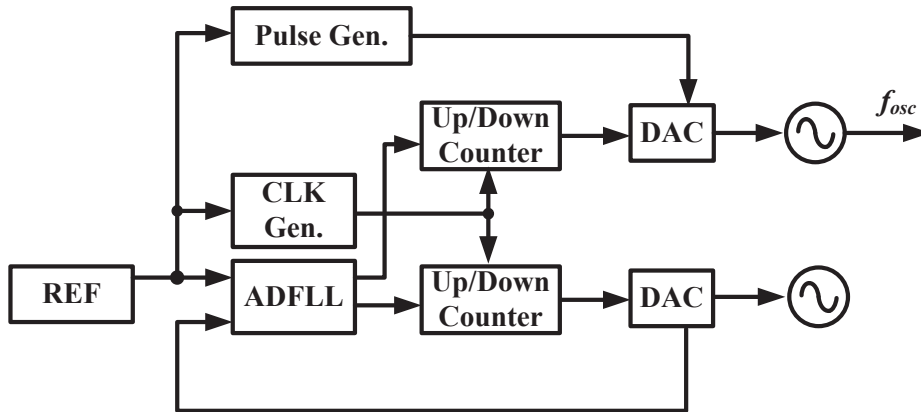 Pulse Gen.
f_osc
Up/Down
Counter
DAC
CLK
Gen.
REF
ADFLL
Up/Down
Counter
DAC